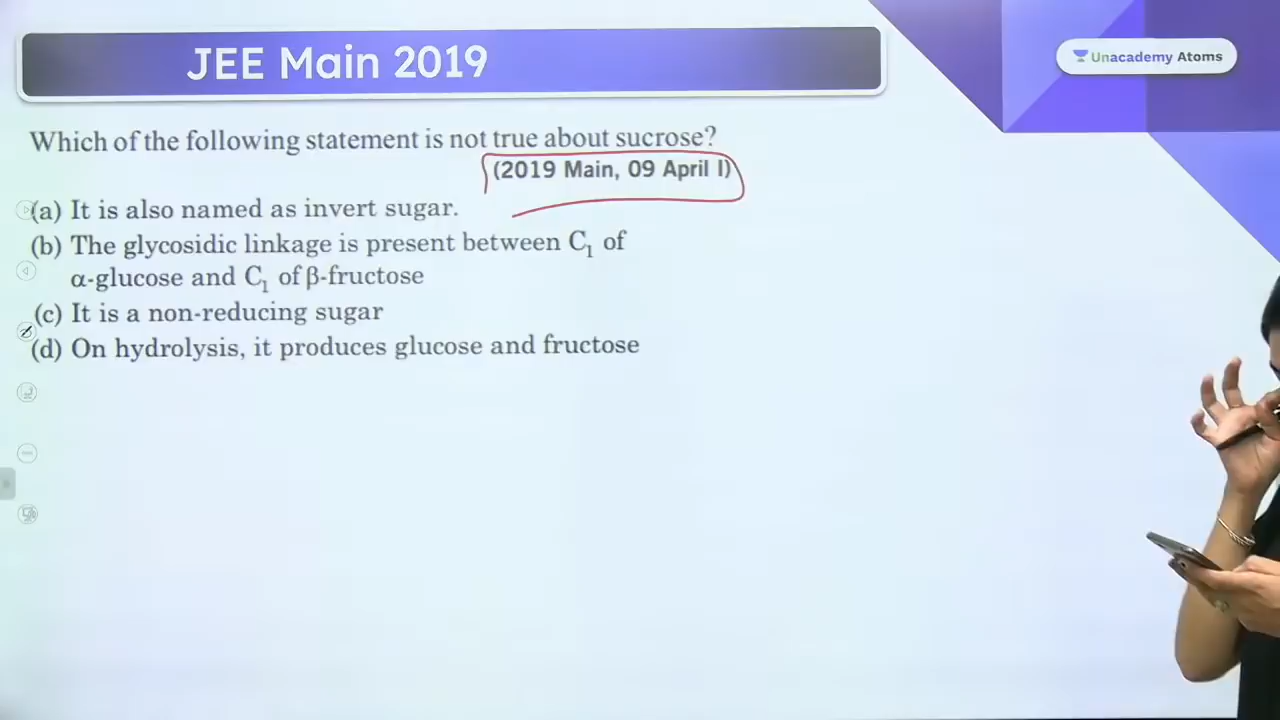 JEE Main 2019
Unacademy Atoms
Which of the following statement is not true about sucrose?
(2019 Main, 09 April I)
(a) It is also named as invert sugar.
(b) The glycosidic linkage is present between C₁ of
α-glucose and C₁ of β-fructose
(c) It is a non-reducing sugar
(d) On hydrolysis, it produces glucose and fructose